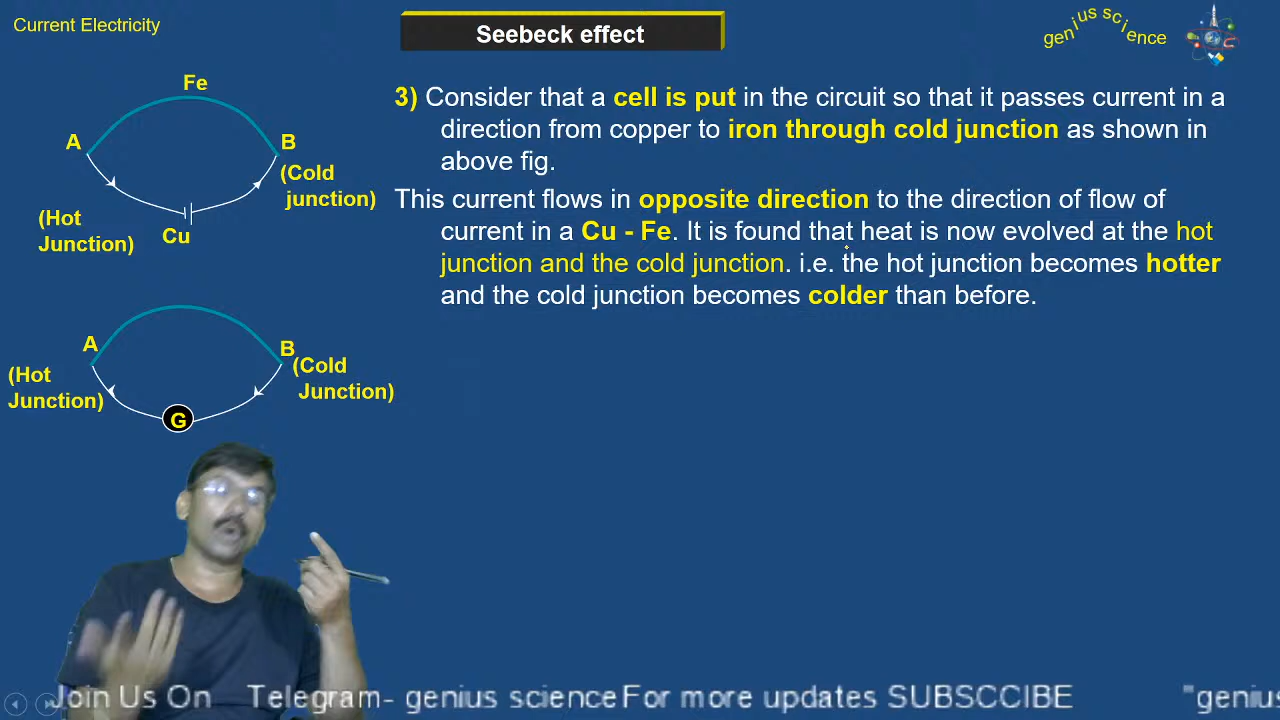 Current Electricity
Seebeck effect
genius science
Fe
A
B
(Cold
junction)
(Hot
Junction)
Cu
3) Consider that a cell is put in the circuit so that it passes current in a
direction from copper to iron through cold junction as shown in
above fig.
This current flows in opposite direction to the direction of flow of
current in a Cu - Fe. It is found that heat is now evolved at the hot
junction and the cold junction. i.e. the hot junction becomes hotter
and the cold junction becomes colder than before.
A
B
(Cold
Junction)
(Hot
Junction)
G
Join Us On Telegram- genius science For more updates SUBSCCIBE "genius